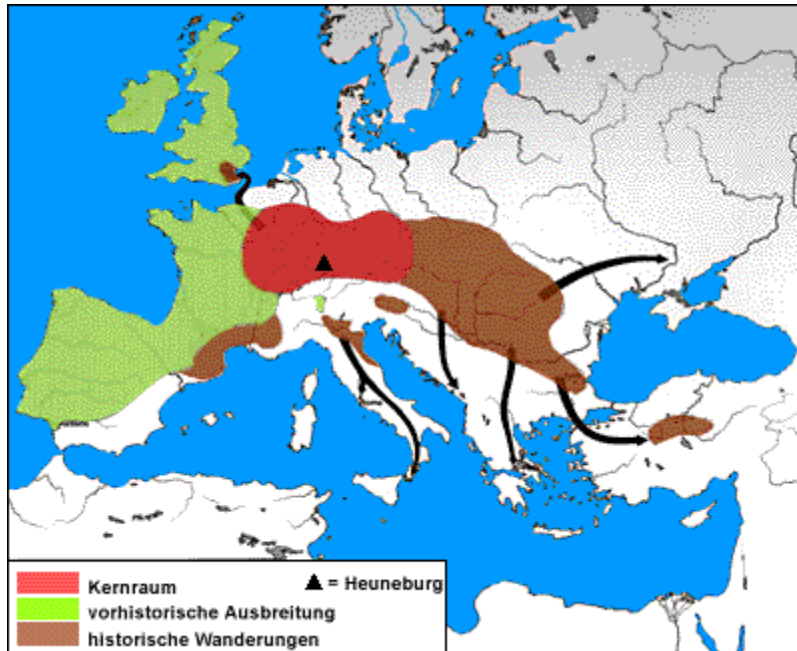 Kernraum
▲ = Heuneburg
vorhistorische Ausbreitung
historische Wanderungen